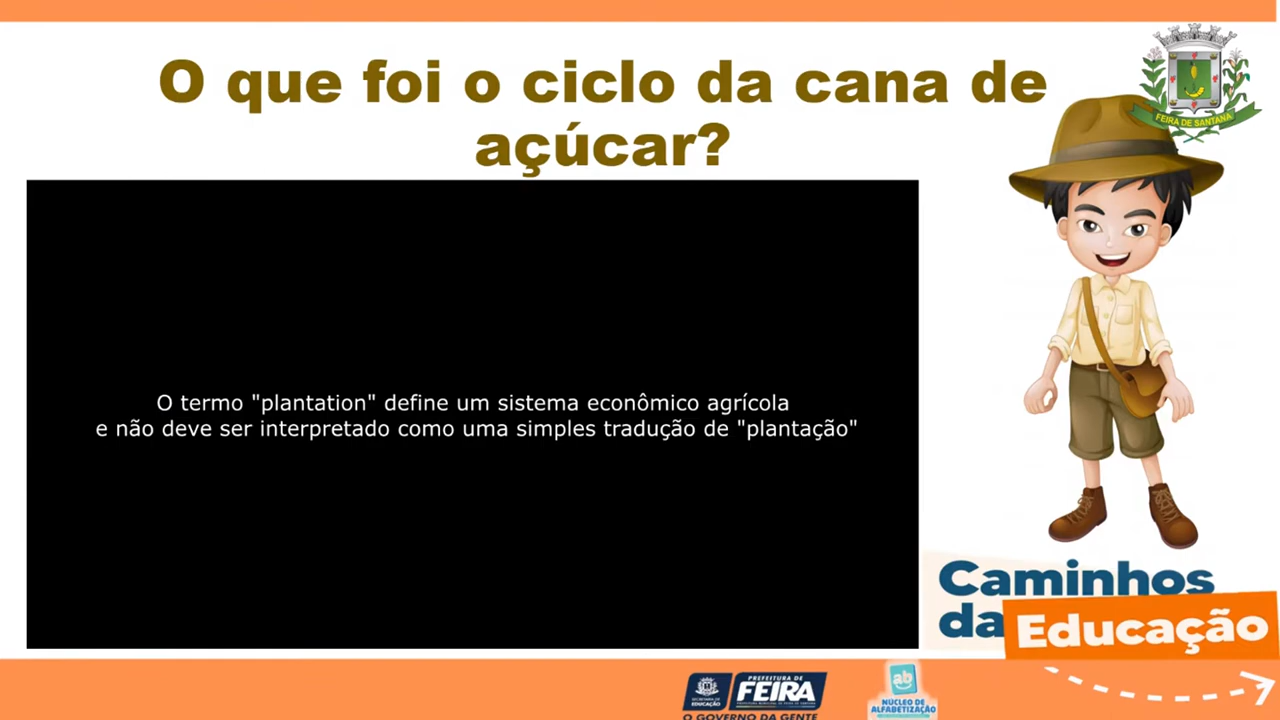 O que foi o ciclo da cana de
açúcar?
FEIRA DE SANTANA
O termo "plantation" define um sistema econômico agrícola
e não deve ser interpretado como uma simples tradução de "plantação"
Caminhos
da Educação
SECRETARIA DE
EDUCAÇÃO
PREFEITURA DE
FEIRA
O GOVERNO DA GENTE
ab
NÚCLEO DE
ALFABETIZAÇÃO